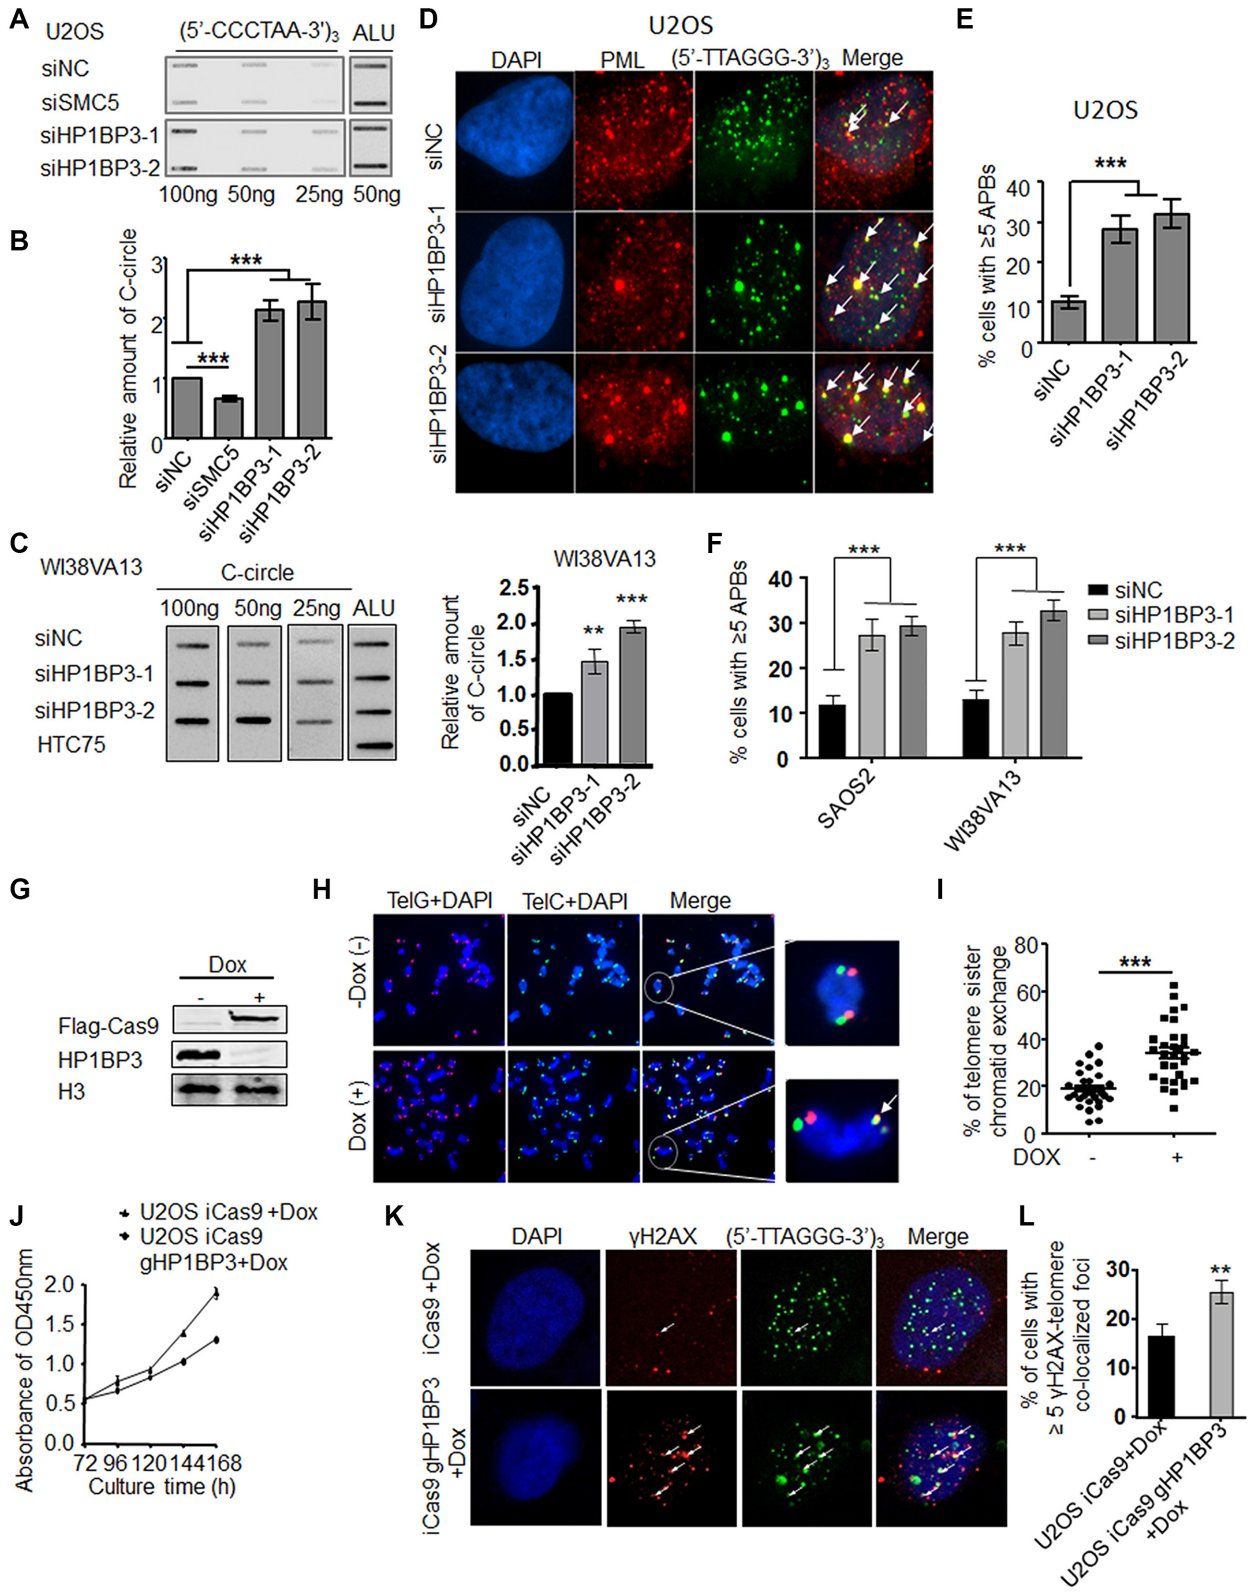 A
U2OS (5'-CCCTAA-3')3 ALU
siNC
siSMC5
siHP1BP3-1
siHP1BP3-2
100ng 50ng 25ng 50ng
B
Relative amount of C-circle
3
2
1
0
***
***
siNC
siSMC5
siHP1BP3-1
siHP1BP3-2
C
WI38VA13
C-circle
100ng 50ng 25ng ALU
siNC
siHP1BP3-1
siHP1BP3-2
HTC75
WI38VA13
Relative amount
of C-circle
2.5
2.0
1.5
1.0
0.5
0.0
**
***
siNC
siHP1BP3-1
siHP1BP3-2
D
U2OS
DAPI PML (5'-TTAGGG-3')3 Merge
siNC
siHP1BP3-1
siHP1BP3-2
E
U2OS
% cells with ≥5 APBs
40
30
20
10
0
***
siNC
siHP1BP3-1
siHP1BP3-2
F
% cells with ≥5 APBs
40
30
20
10
0
***
***
SAOS2
WI38VA13
siNC
siHP1BP3-1
siHP1BP3-2
G
Dox
- +
Flag-Cas9
HP1BP3
H3
H
TelG+DAPI TelC+DAPI Merge
-Dox (-)
Dox (+)
I
% of telomere sister
chromatid exchange
80
60
40
20
0
***
DOX - +
J
U2OS iCas9 +Dox
U2OS iCas9
gHP1BP3+Dox
Absorbance of OD450nm
2.0
1.5
1.0
0.5
0.0
72 96 120 144 168
Culture time (h)
K
DAPI γH2AX (5'-TTAGGG-3')3 Merge
iCas9 +Dox
iCas9 gHP1BP3
+Dox
L
% of cells with
≥ 5 γH2AX-telomere
co-localized foci
30
20
10
0
**
U2OS iCas9+Dox
U2OS iCas9 gHP1BP3
+Dox